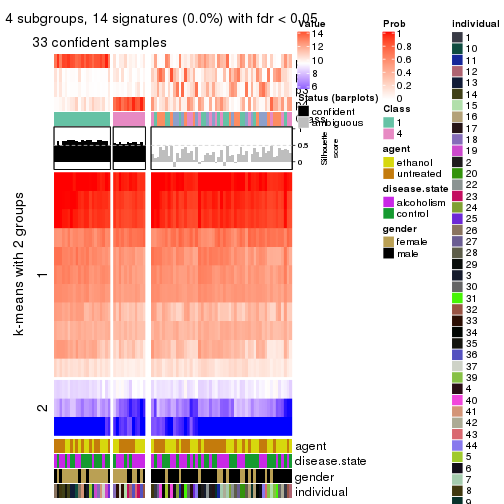 4 subgroups, 14 signatures (0.0%) with fdr < 0.05
33 confident samples
k-means with 2 groups
1
2
agent
disease.state
gender
individual
Value
14
12
10
8
6
Status (barplots)
confident
ambiguous
1
0.5
0
Silhouette
score
Prob
1
0.8
0.6
0.4
0.2
0
Class
1
4
agent
ethanol
untreated
disease.state
alcoholism
control
gender
female
male
individual
1
10
11
12
13
14
15
16
17
18
19
2
20
22
23
24
25
26
27
28
29
3
30
31
32
33
34
35
36
37
39
4
40
41
42
43
44
5
6
7
8